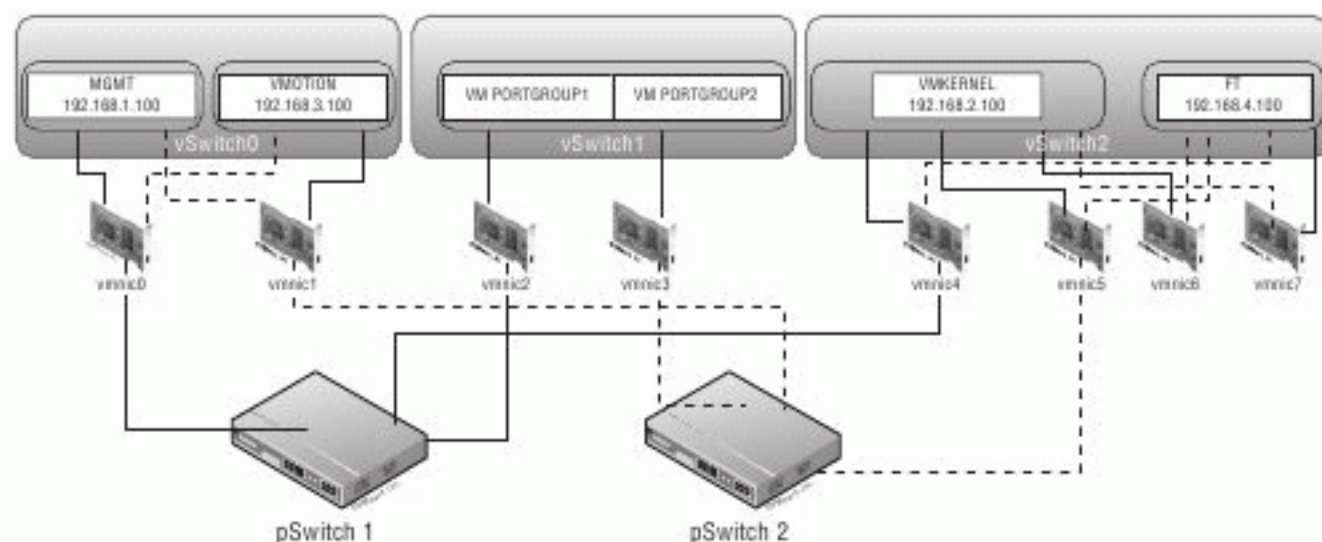 MGMT
192.168.1.100
VMOTION
192.168.3.100
VM PORTGROUP1
VM PORTGROUP2
VMKERNEL
192.168.2.100
FT
192.168.4.100
vSwitch0
vSwitch1
vSwitch2
vmnic0
vmnic1
vmnic2
vmnic3
vmnic4
vmnic5
vmnic6
vmnic7
pSwitch 1
pSwitch 2